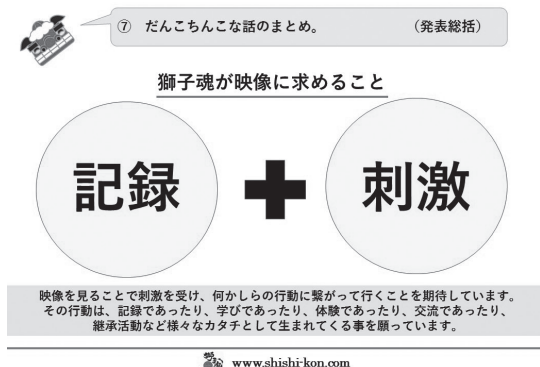 ⑦ だんこちんこな話のまとめ。 （発表総括）
獅子魂が映像に求めること
記録
刺激
映像を見ることで刺激を受け、何かしらの行動に繋がって行くことを期待しています。
その行動は、記録であったり、学びであったり、体験であったり、交流であったり、
継承活動など様々なカタチとして生まれてくる事を願っています。
www.shishi-kon.com